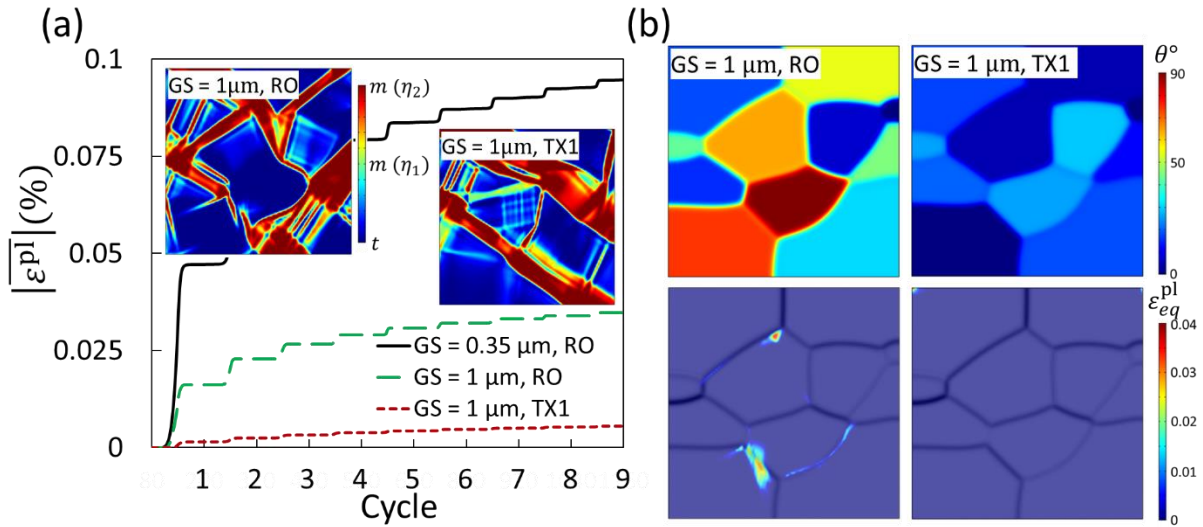 (a)
0.1
0.075
0.05
0.025
0
|ε̅ᵖˡ|(%)
GS = 1μm, RO
m (η₂)
m (η₁)
t
GS = 1μm, TX1
GS = 0.35 μm, RO
GS = 1 μm, RO
GS = 1 μm, TX1
1 2 3 4 5 6 7 8 9
Cycle
(b)
GS = 1 μm, RO
GS = 1 μm, TX1
θ°
90
50
0
ε_eq^pl
0.04
0.03
0.02
0.01
0